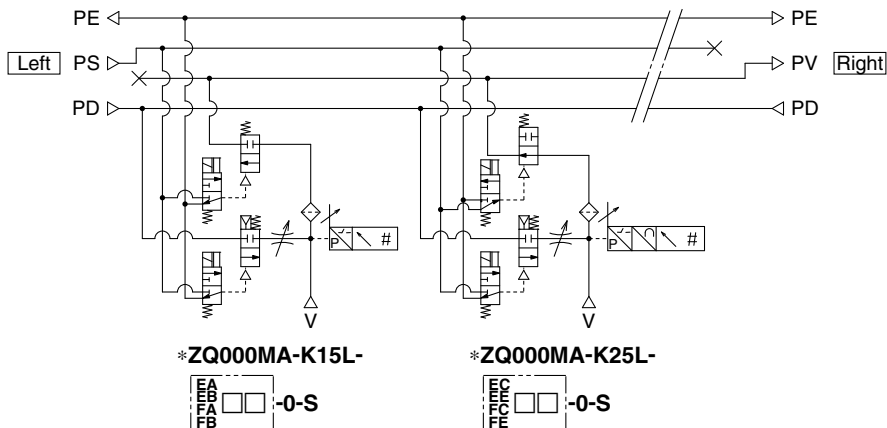 PE PE
Left PS PV Right
PD PD
P # P #
V V
*ZQ000MA-K15L- *ZQ000MA-K25L-
EA EC
EB □□ -0-S EE □□ -0-S
FA FC
FB FE